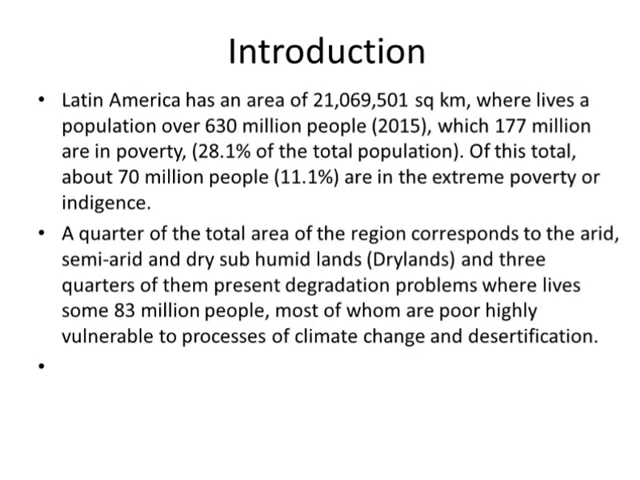 Introduction
• Latin America has an area of 21,069,501 sq km, where lives a
population over 630 million people (2015), which 177 million
are in poverty, (28.1% of the total population). Of this total,
about 70 million people (11.1%) are in the extreme poverty or
indigence.
• A quarter of the total area of the region corresponds to the arid,
semi-arid and dry sub humid lands (Drylands) and three
quarters of them present degradation problems where lives
some 83 million people, most of whom are poor highly
vulnerable to processes of climate change and desertification.
•